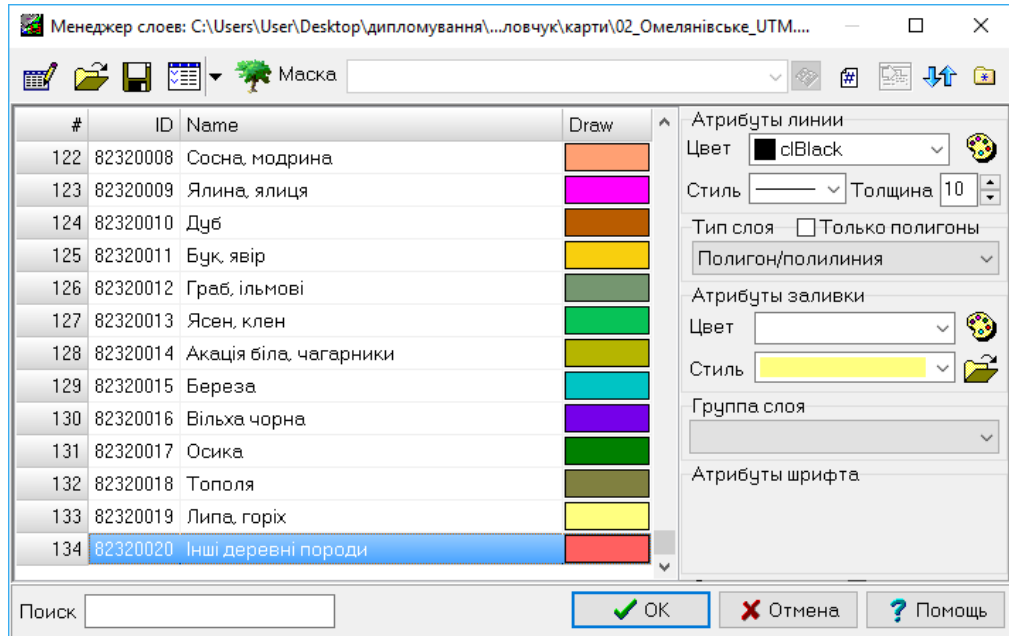 Менеджер слоев: C:\Users\User\Desktop\дипломування\...ловчук\карти\02_Омелянівське_UTM....
Маска
# ID Name Draw
122 82320008 Сосна, модрина
123 82320009 Ялина, ялиця
124 82320010 Дуб
125 82320011 Бук, явір
126 82320012 Граб, ільмові
127 82320013 Ясен, клен
128 82320014 Акація біла, чагарники
129 82320015 Береза
130 82320016 Вільха чорна
131 82320017 Осика
132 82320018 Тополя
133 82320019 Липа, горіх
134 82320020 Інші деревні породи
Атрибуты линии
Цвет clBlack
Стиль Толщина 10
Тип слоя Только полигоны
Полигон/полилиния
Атрибуты заливки
Цвет
Стиль
Группа слоя
Атрибуты шрифта
Поиск OK Отмена Помощь